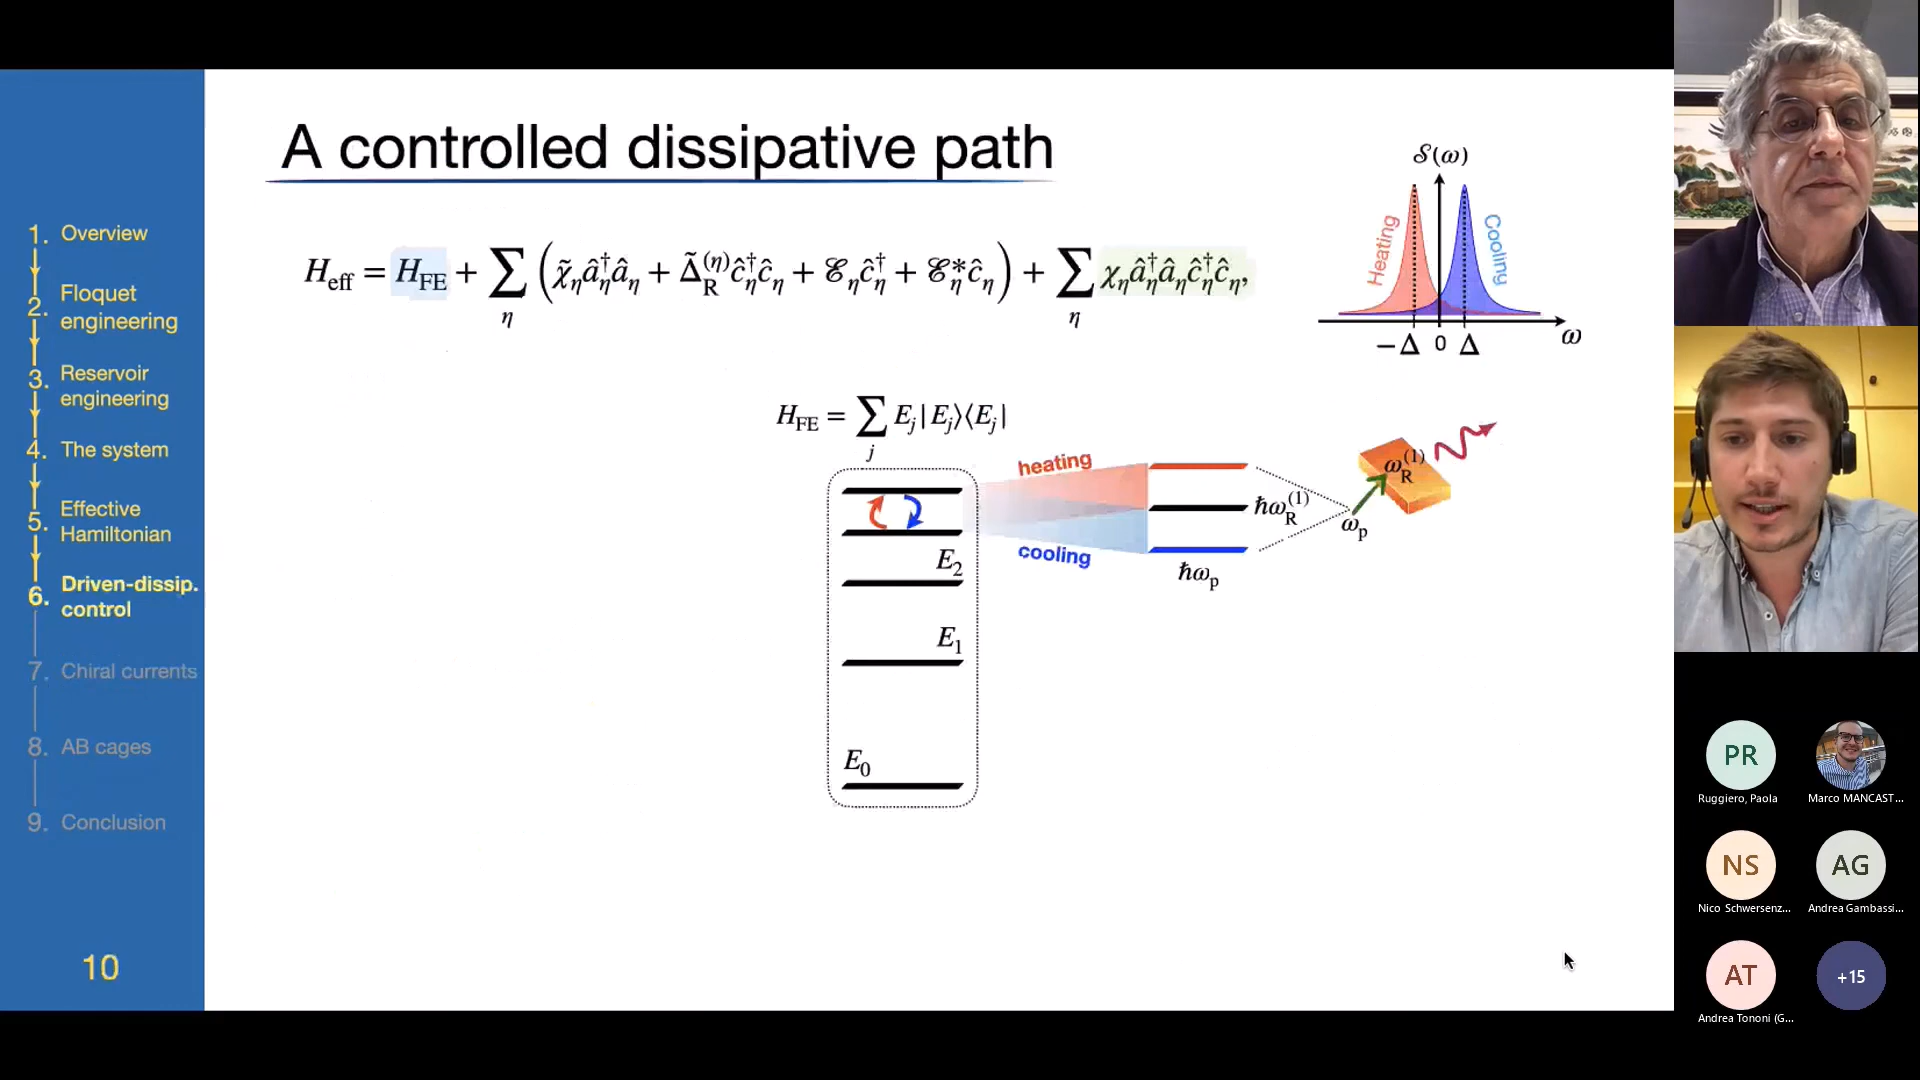 A controlled dissipative path
1. Overview
2. Floquet
engineering
3. Reservoir
engineering
4. The system
5. Effective
Hamiltonian
6. Driven-dissip.
control
7. Chiral currents
8. AB cages
9. Conclusion
10
H_eff = H_FE + ∑_η (χ̃_η â†_η â_η + Δ̃_R^(η) ĉ†_η ĉ_η + ℰ_η ĉ†_η + ℰ*_η ĉ_η) + ∑_η χ_η â†_η â_η ĉ†_η ĉ_η,
𝒮(ω)
Heating
Cooling
−Δ 0 Δ
ω
H_FE = ∑_j E_j|E_j⟩⟨E_j|
heating
cooling
E_2
E_1
E_0
ħω_R^(1)
ħω_p
ω_p
ω_R^(1)
PR
Ruggiero, Paola
Marco MANCAST...
NS
Nico Schwersenz...
AG
Andrea Gambassi...
AT
Andrea Tononi (G...
+15